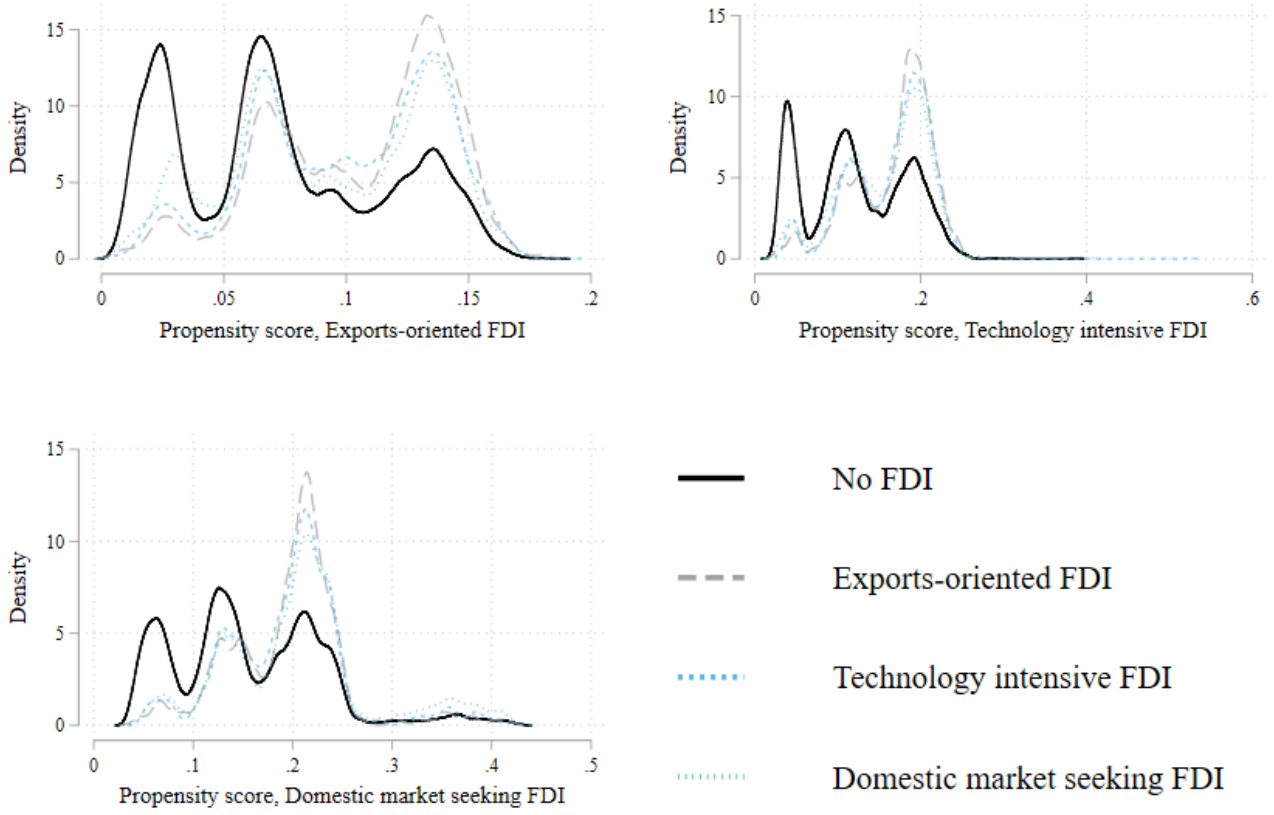 Density
15
10
5
0
0
.05
.1
.15
.2
Propensity score, Exports-oriented FDI
Density
15
10
5
0
0
.2
.4
.6
Propensity score, Technology intensive FDI
Density
15
10
5
0
0
.1
.2
.3
.4
.5
Propensity score, Domestic market seeking FDI
No FDI
Exports-oriented FDI
Technology intensive FDI
Domestic market seeking FDI